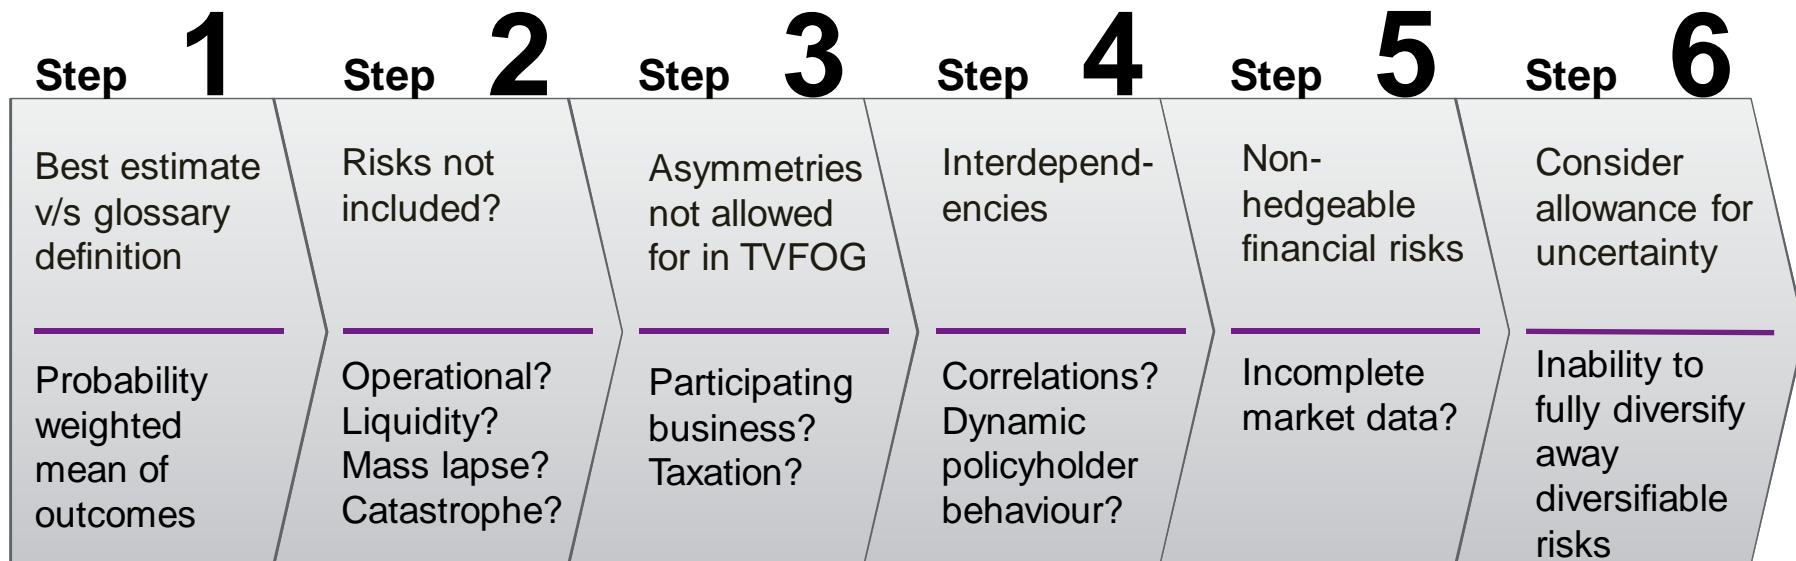 Step 1
Best estimate
v/s glossary
definition
Probability
weighted
mean of
outcomes
Step 2
Risks not
included?
Operational?
Liquidity?
Mass lapse?
Catastrophe?
Step 3
Asymmetries
not allowed
for in TVFOG
Participating
business?
Taxation?
Step 4
Interdepend-
encies
Correlations?
Dynamic
policyholder
behaviour?
Step 5
Non-
hedgeable
financial risks
Incomplete
market data?
Step 6
Consider
allowance for
uncertainty
Inability to
fully diversify
away
diversifiable
risks